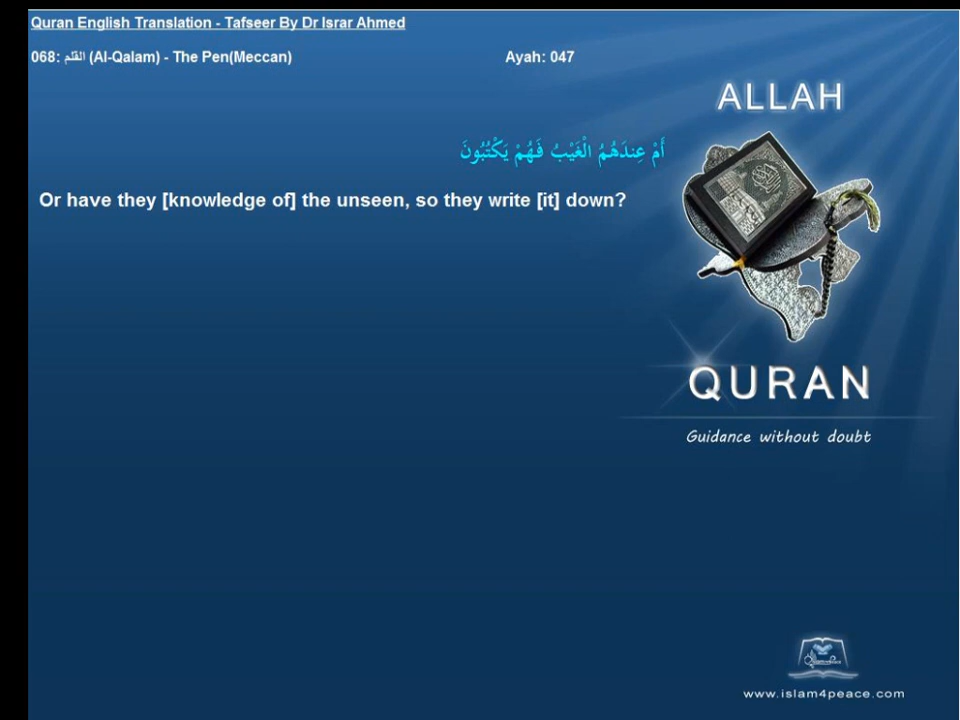 Quran English Translation - Tafseer By Dr Israr Ahmed
068: القلم (Al-Qalam) - The Pen(Meccan) Ayah: 047
ALLAH
أَمْ عِندَهُمُ الْغَيْبُ فَهُمْ يَكْتُبُونَ
Or have they [knowledge of] the unseen, so they write [it] down?
QURAN
Guidance without doubt
www.islam4peace.com